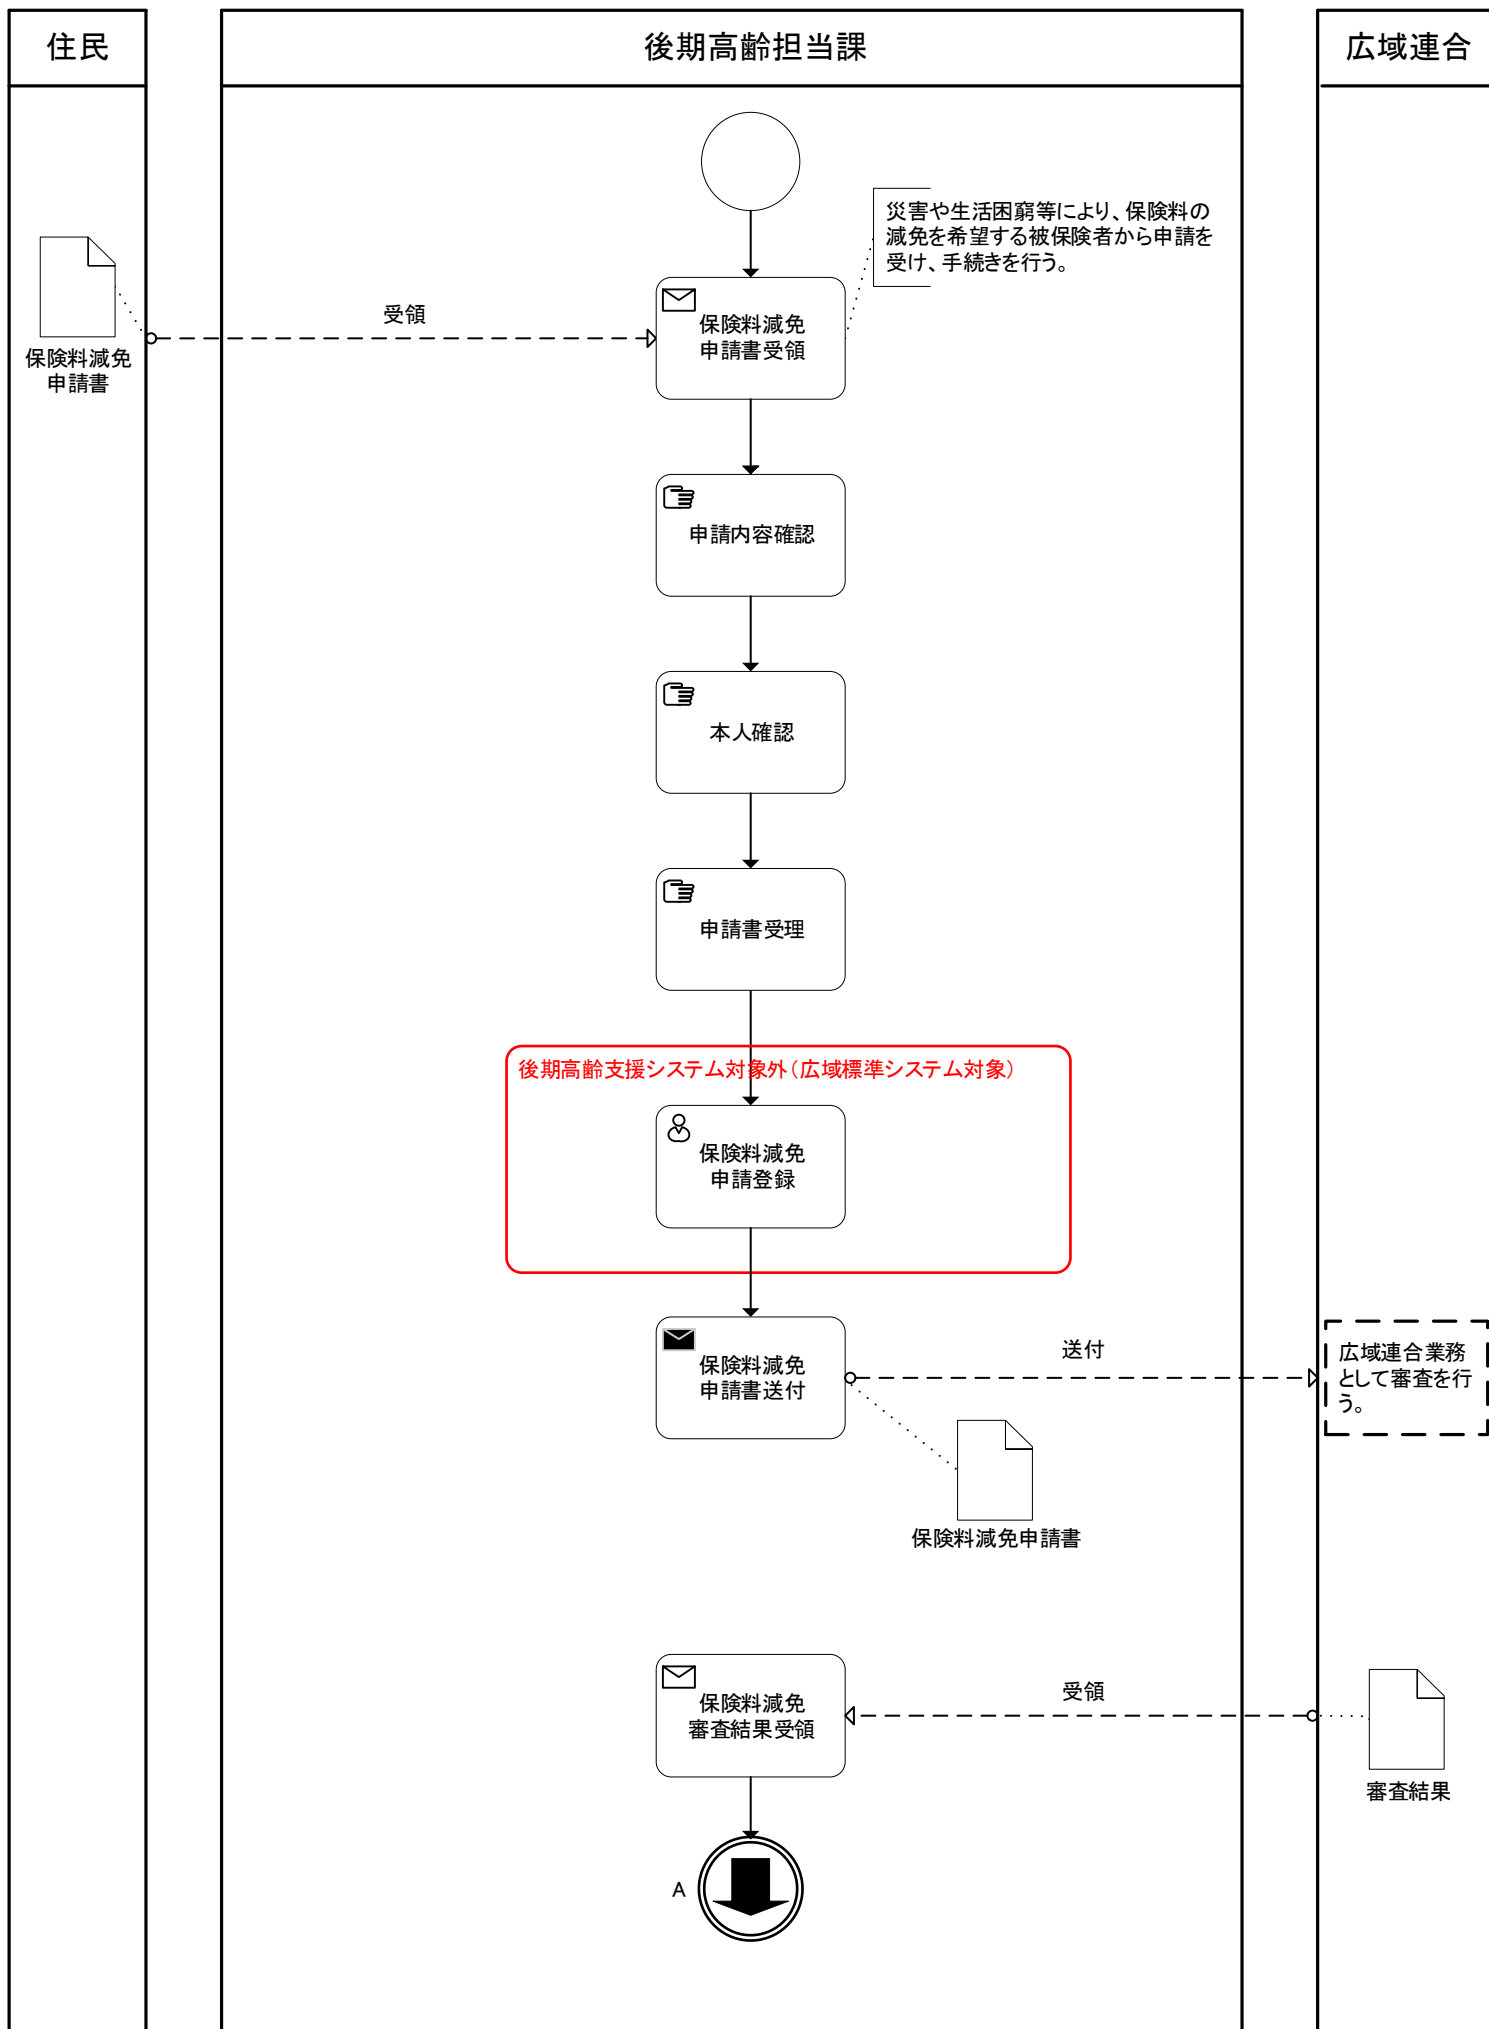 住民
後期高齢担当課
広域連合
災害や生活困窮等により、保険料の
減免を希望する被保険者から申請を
受け、手続きを行う。
受領
保険料減免
申請書
保険料減免
申請書受領
申請内容確認
本人確認
申請書受理
後期高齢支援システム対象外（広域標準システム対象）
保険料減免
申請登録
保険料減免
申請書送付
送付
広域連合業務
として審査を行
う。
保険料減免申請書
保険料減免
審査結果受領
受領
審査結果
A